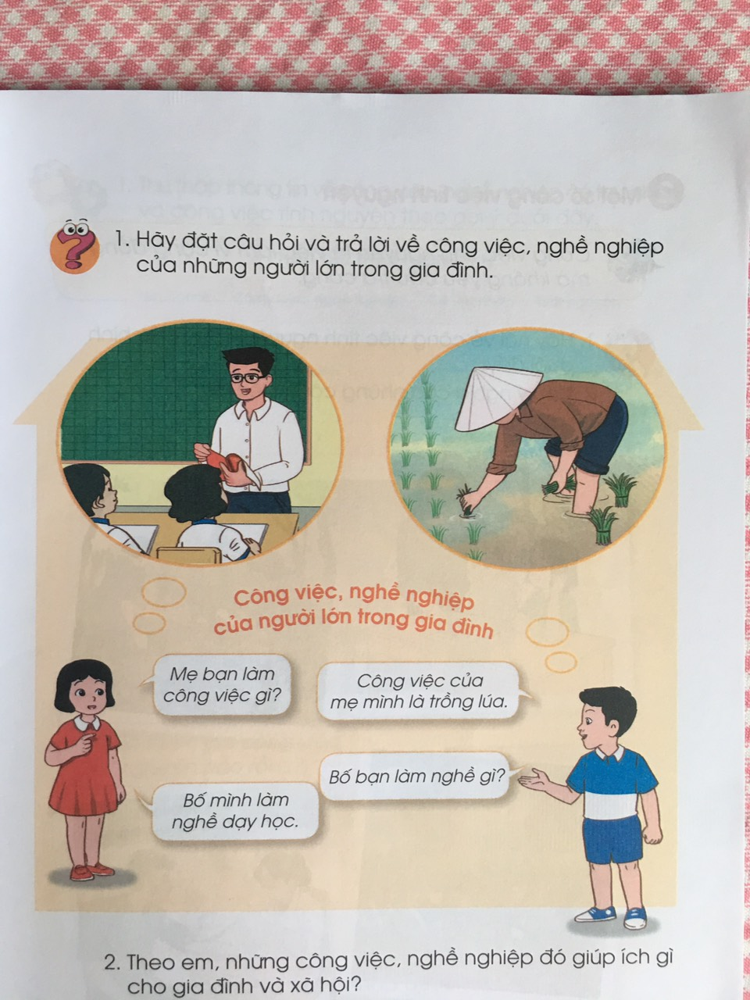 1. Hãy đặt câu hỏi và trả lời về công việc, nghề nghiệp
của những người lớn trong gia đình.
Công việc, nghề nghiệp
của người lớn trong gia đình
Mẹ bạn làm
công việc gì?
Công việc của
mẹ mình là trồng lúa.
Bố bạn làm nghề gì?
Bố mình làm
nghề dạy học.
2. Theo em, những công việc, nghề nghiệp đó giúp ích gì
cho gia đình và xã hội?